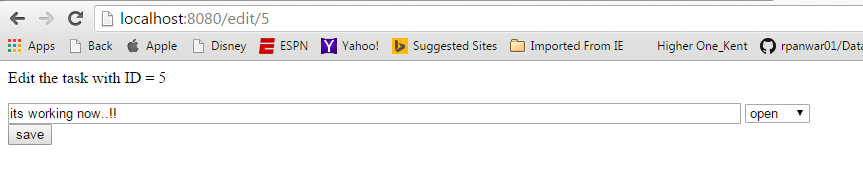 localhost:8080/edit/5
Apps Back Apple Disney ESPN Yahoo! Suggested Sites Imported From IE Higher One_Kent rpanwar01/Data
Edit the task with ID = 5
its working now..!! open
save